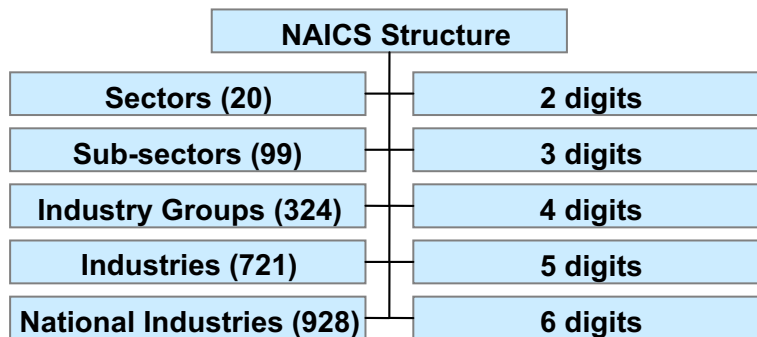 NAICS Structure
Sectors (20) 2 digits
Sub-sectors (99) 3 digits
Industry Groups (324) 4 digits
Industries (721) 5 digits
National Industries (928) 6 digits